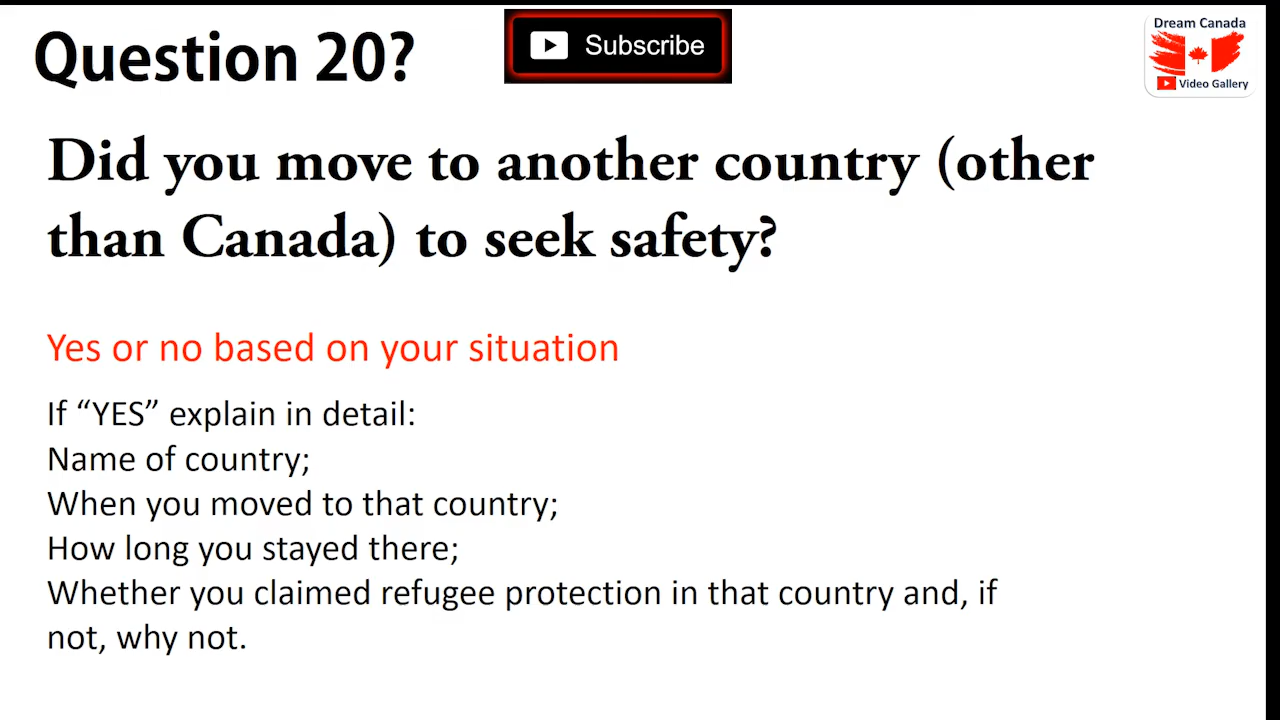 Question 20?
Subscribe
Dream Canada
Video Gallery
Did you move to another country (other
than Canada) to seek safety?
Yes or no based on your situation
If “YES” explain in detail:
Name of country;
When you moved to that country;
How long you stayed there;
Whether you claimed refugee protection in that country and, if
not, why not.